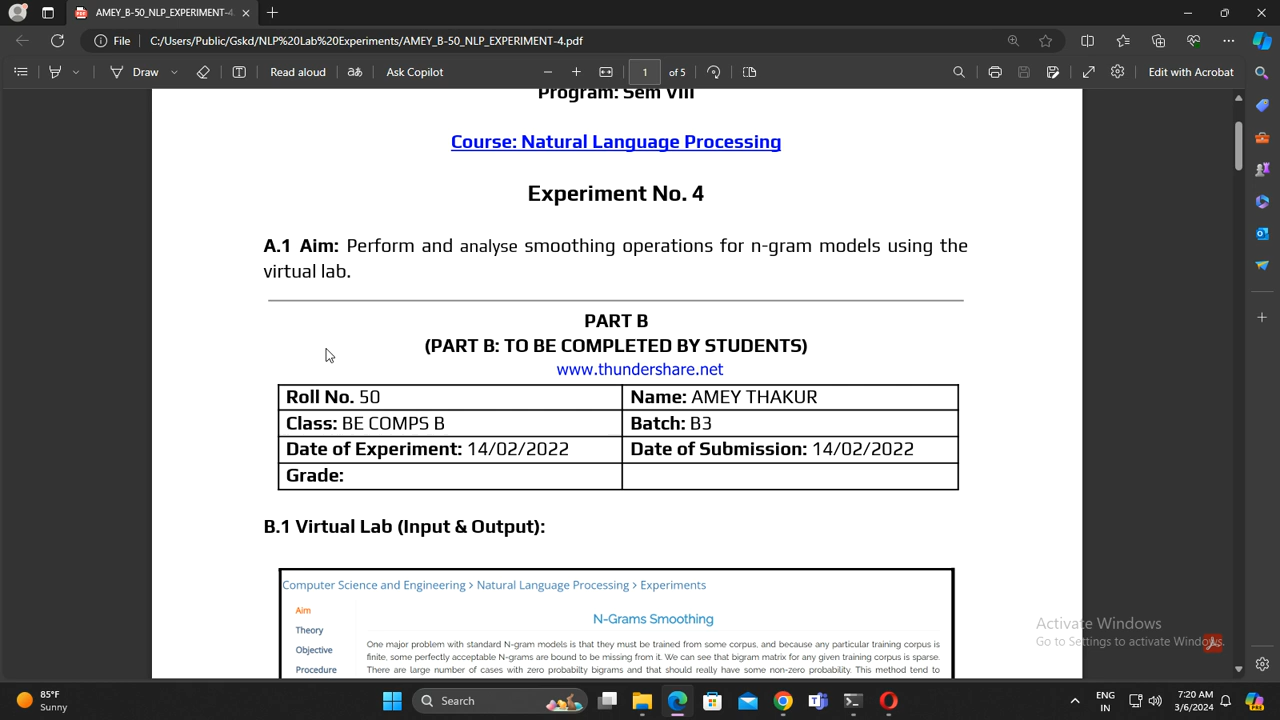 AMEY_B-50_NLP_EXPERIMENT-4.
File C:/Users/Public/Gskd/NLP%20Lab%20Experiments/AMEY_B-50_NLP_EXPERIMENT-4.pdf
Draw Read aloud Ask Copilot 1 of 5 Edit with Acrobat
Program: Sem VIII
Course: Natural Language Processing
Experiment No. 4
A.1 Aim: Perform and analyse smoothing operations for n-gram models using the
virtual lab.
PART B
(PART B: TO BE COMPLETED BY STUDENTS)
www.thundershare.net
Roll No. 50 Name: AMEY THAKUR
Class: BE COMPS B Batch: B3
Date of Experiment: 14/02/2022 Date of Submission: 14/02/2022
Grade:
B.1 Virtual Lab (Input & Output):
Computer Science and Engineering > Natural Language Processing > Experiments
Aim
N-Grams Smoothing
Theory
Objective
Procedure
One major problem with standard N-gram models is that they must be trained from some corpus, and because any particular training corpus is
finite, some perfectly acceptable N-grams are bound to be missing from it. We can see that bigram matrix for any given training corpus is sparse.
There are large number of cases with zero probabilty bigrams and that should really have some non-zero probability. This method tend to
Activate Windows
Go to Settings to activate Windows.
85°F
Sunny
Search
ENG
IN
7:20 AM
3/6/2024